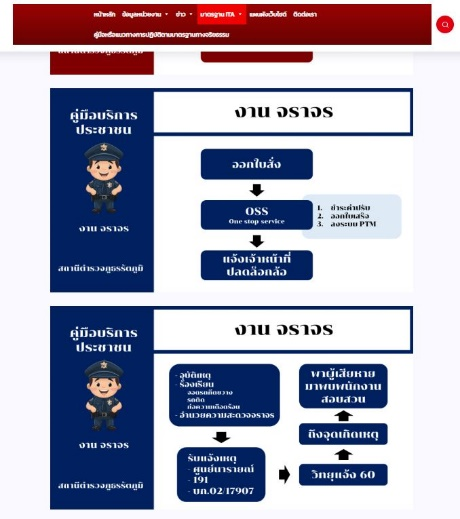 หน้าหลัก ข้อมูลหน่วยงาน ข่าว มาตรฐาน ITA แผนผังเว็บไซต์ ติดต่อเรา
คู่มือหรือแนวทางการปฏิบัติตามมาตรฐานทางจริยธรรม
คู่มือบริการ
ประชาชน
งาน จราจร
สถานีตำรวจภูธรรัตภูมิ
งาน จราจร
ออกใบสั่ง
OSS
One stop service
1. ชำระค่าปรับ
2. ออกใบเสร็จ
3. ลงระบบ PTM
แจ้งเจ้าหน้าที่
ปลดล็อกล้อ
คู่มือบริการ
ประชาชน
งาน จราจร
สถานีตำรวจภูธรรัตภูมิ
งาน จราจร
- อุบัติเหตุ
- ร้องเรียน
จอดรถกีดขวาง
รถติด
ก่อความเดือดร้อน
- อำนวยความสะดวกจราจร
รับแจ้งเหตุ
- ศูนย์นารายณ์
- 191
- บก.02/17907
วิทยุแจ้ง 60
ถึงจุดเกิดเหตุ
พาผู้เสียหาย
มาพบพนักงาน
สอบสวน